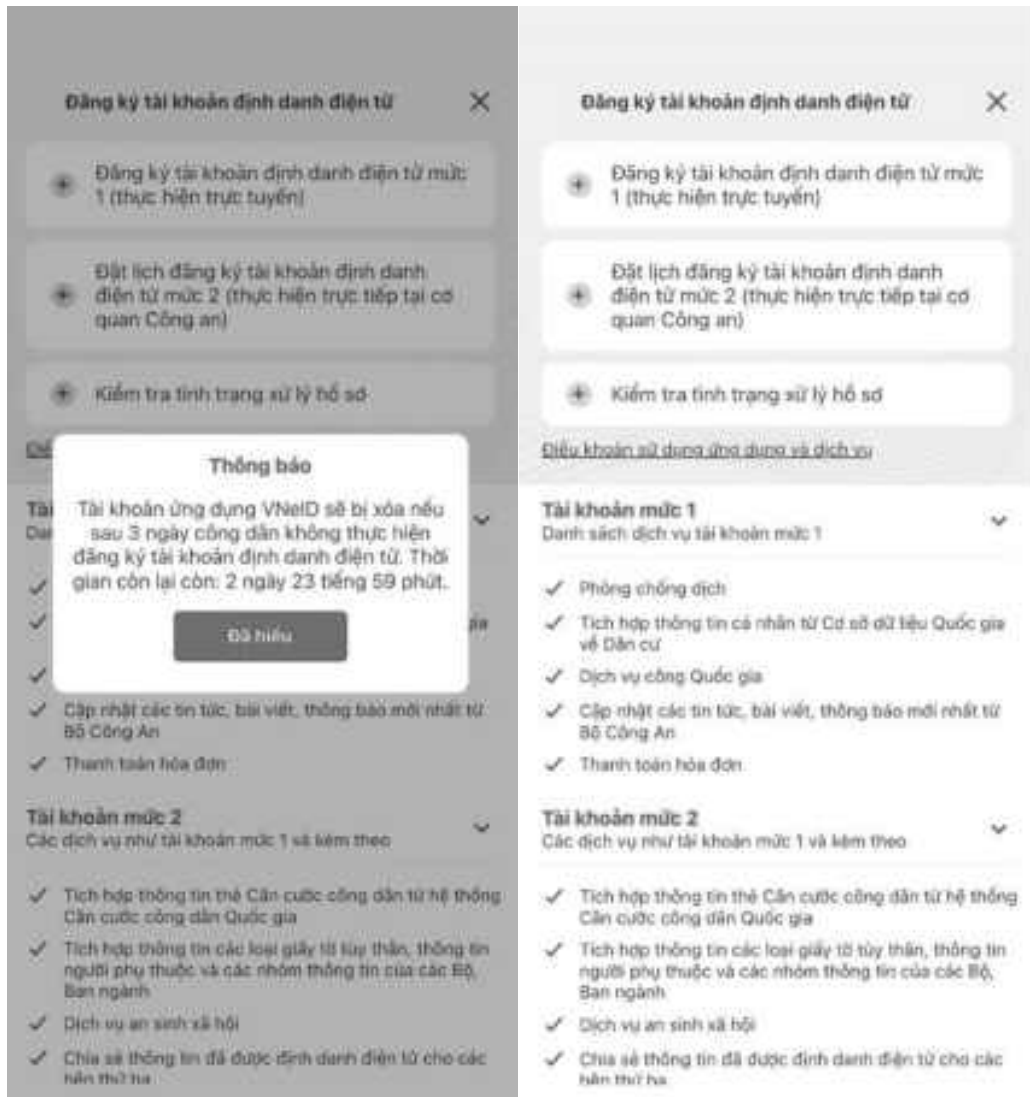 Đăng ký tài khoản định danh điện tử
Đăng ký tài khoản định danh điện tử mức
1 (thực hiện trực tuyến)
Đặt lịch đăng ký tài khoản định danh
điện tử mức 2 (thực hiện trực tiếp tại cơ
quan Công an)
Kiểm tra tình trạng xử lý hồ sơ
Thông báo
Tài khoản ứng dụng VNeID sẽ bị xóa nếu
sau 3 ngày công dân không thực hiện
đăng ký tài khoản định danh điện tử. Thời
gian còn lại còn: 2 ngày 23 tiếng 59 phút.
Đã hiểu
Cập nhật các tin tức, bài viết, thông báo mới nhất từ
Bộ Công An
Thanh toán hóa đơn
Tài khoản mức 2
Các dịch vụ như tài khoản mức 1 và kèm theo
Tích hợp thông tin thẻ Căn cước công dân từ hệ thống
Căn cước công dân Quốc gia
Tích hợp thông tin các loại giấy tờ tùy thân, thông tin
người phụ thuộc và các nhóm thông tin của các Bộ,
Ban ngành
Dịch vụ an sinh xã hội
Chia sẻ thông tin đã được định danh điện tử cho các
bên thứ ba
Đăng ký tài khoản định danh điện tử
Đăng ký tài khoản định danh điện tử mức
1 (thực hiện trực tuyến)
Đặt lịch đăng ký tài khoản định danh
điện tử mức 2 (thực hiện trực tiếp tại cơ
quan Công an)
Kiểm tra tình trạng xử lý hồ sơ
Điều khoản sử dụng ứng dụng và dịch vụ
Tài khoản mức 1
Danh sách dịch vụ tài khoản mức 1
Phòng chống dịch
Tích hợp thông tin cá nhân từ Cơ sở dữ liệu Quốc gia
về Dân cư
Dịch vụ công Quốc gia
Cập nhật các tin tức, bài viết, thông báo mới nhất từ
Bộ Công An
Thanh toán hóa đơn
Tài khoản mức 2
Các dịch vụ như tài khoản mức 1 và kèm theo
Tích hợp thông tin thẻ Căn cước công dân từ hệ thống
Căn cước công dân Quốc gia
Tích hợp thông tin các loại giấy tờ tùy thân, thông tin
người phụ thuộc và các nhóm thông tin của các Bộ,
Ban ngành
Dịch vụ an sinh xã hội
Chia sẻ thông tin đã được định danh điện tử cho các
bên thứ ba